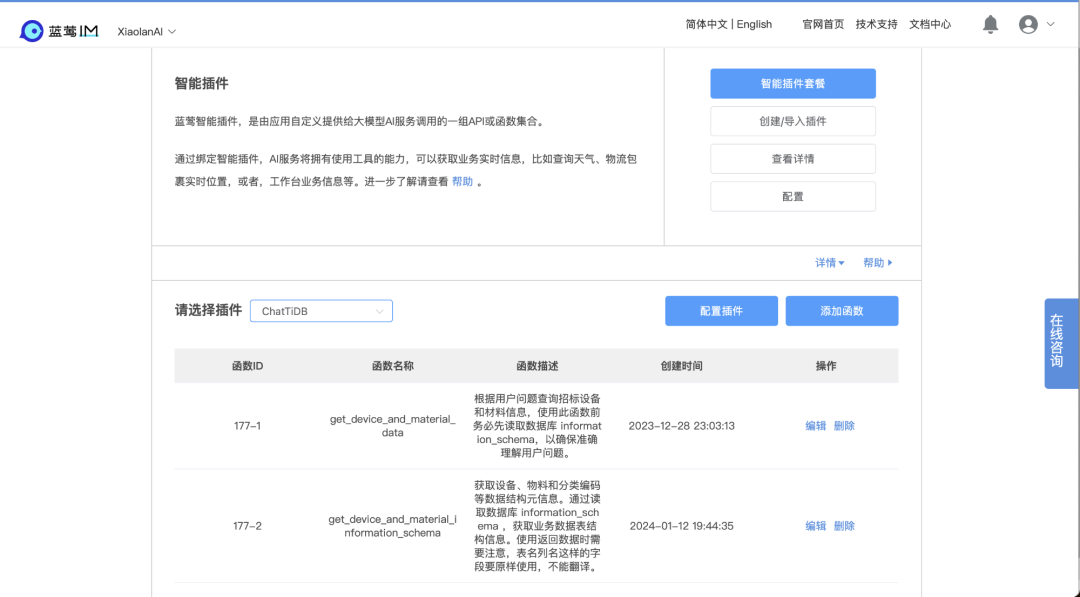 蓝莺IM
XiaolanAI
简体中文 | English
官网首页
技术支持
文档中心
智能插件
蓝莺智能插件，是由应用自定义提供给大模型AI服务调用的一组API或函数集合。
通过绑定智能插件，AI服务将拥有使用工具的能力，可以获取业务实时信息，比如查询天气、物流包
裹实时位置，或者，工作台业务信息等。进一步了解请查看 帮助 。
智能插件套餐
创建/导入插件
查看详情
配置
详情
帮助
请选择插件
ChatTiDB
配置插件
添加函数
函数ID
函数名称
函数描述
创建时间
操作
177-1
get_device_and_material_
data
根据用户问题查询招标设备
和材料信息，使用此函数前
务必先读取数据库 informat
ion_schema，以确保准确
理解用户问题。
2023-12-28 23:03:13
编辑 删除
177-2
get_device_and_material_i
nformation_schema
获取设备、物料和分类编码
等数据结构元信息。通过读
取数据库 information_sch
ema ，获取业务数据表结
构信息。使用返回数据时需
要注意，表名列名这样的字
段要原样使用，不能翻译。
2024-01-12 19:44:35
编辑 删除
在线咨询